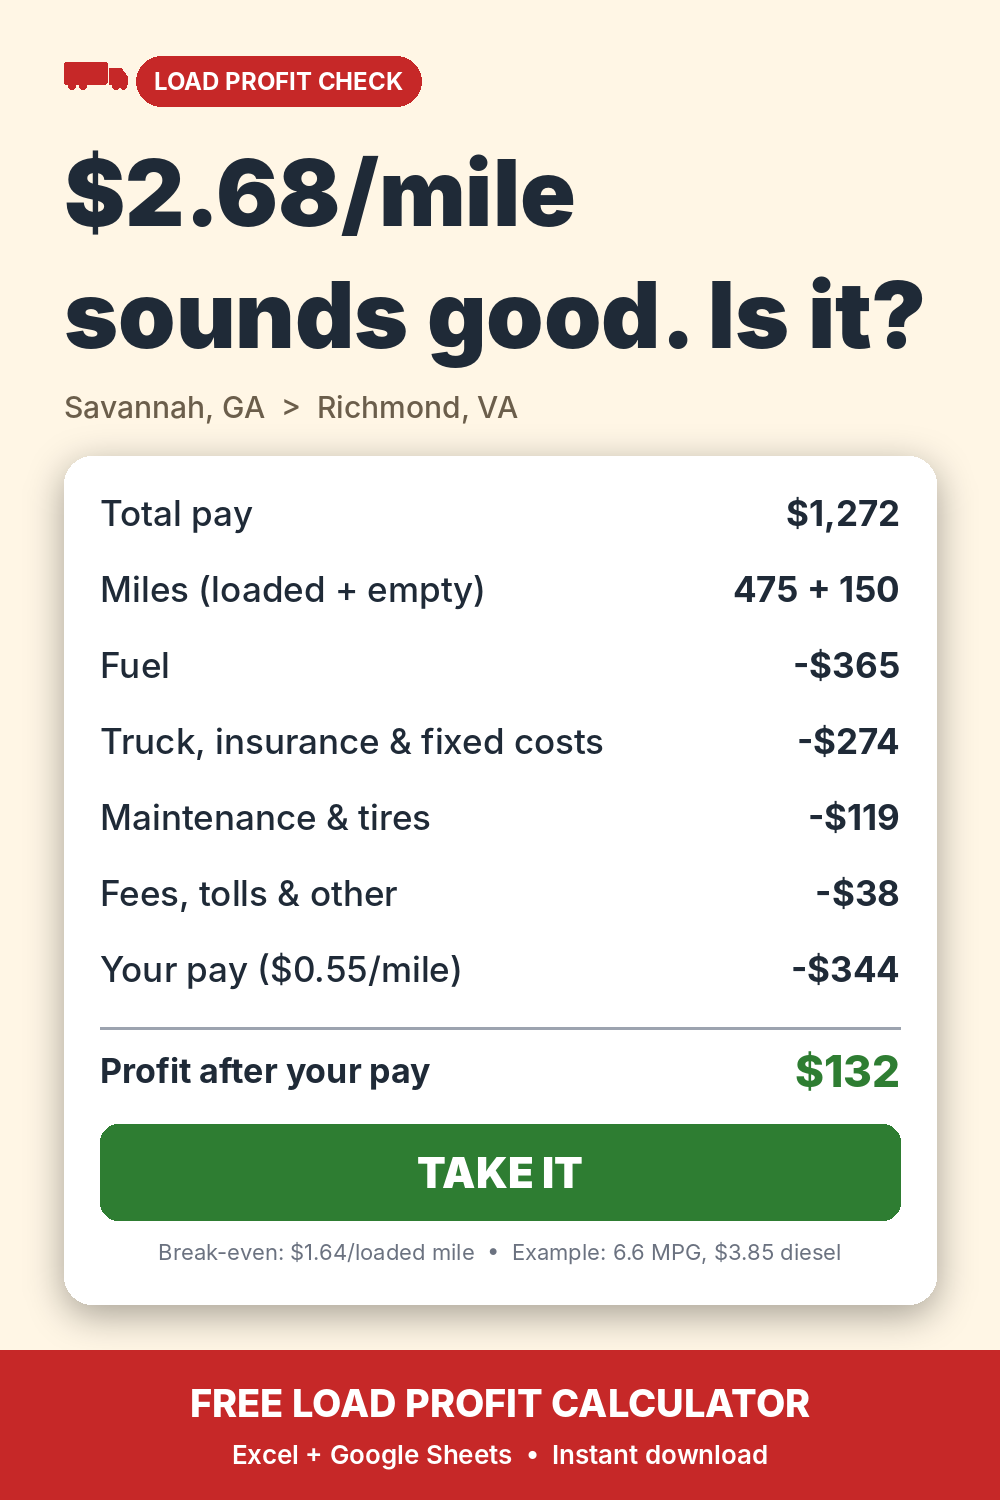 LOAD PROFIT CHECK
$2.68/mile
sounds good. Is it?
Savannah, GA > Richmond, VA
Total pay $1,272
Miles (loaded + empty) 475 + 150
Fuel -$365
Truck, insurance & fixed costs -$274
Maintenance & tires -$119
Fees, tolls & other -$38
Your pay ($0.55/mile) -$344
Profit after your pay $132
TAKE IT
Break-even: $1.64/loaded mile • Example: 6.6 MPG, $3.85 diesel
FREE LOAD PROFIT CALCULATOR
Excel + Google Sheets • Instant download